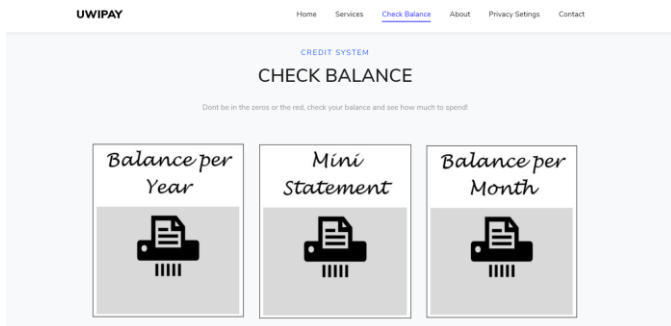 UWIPAY
Home Services Check Balance About Privacy Setings Contact
CREDIT SYSTEM
CHECK BALANCE
Dont be in the zeros or the red, check your balance and see how much to spend!
Balance per
Year
Mini
Statement
Balance per
Month